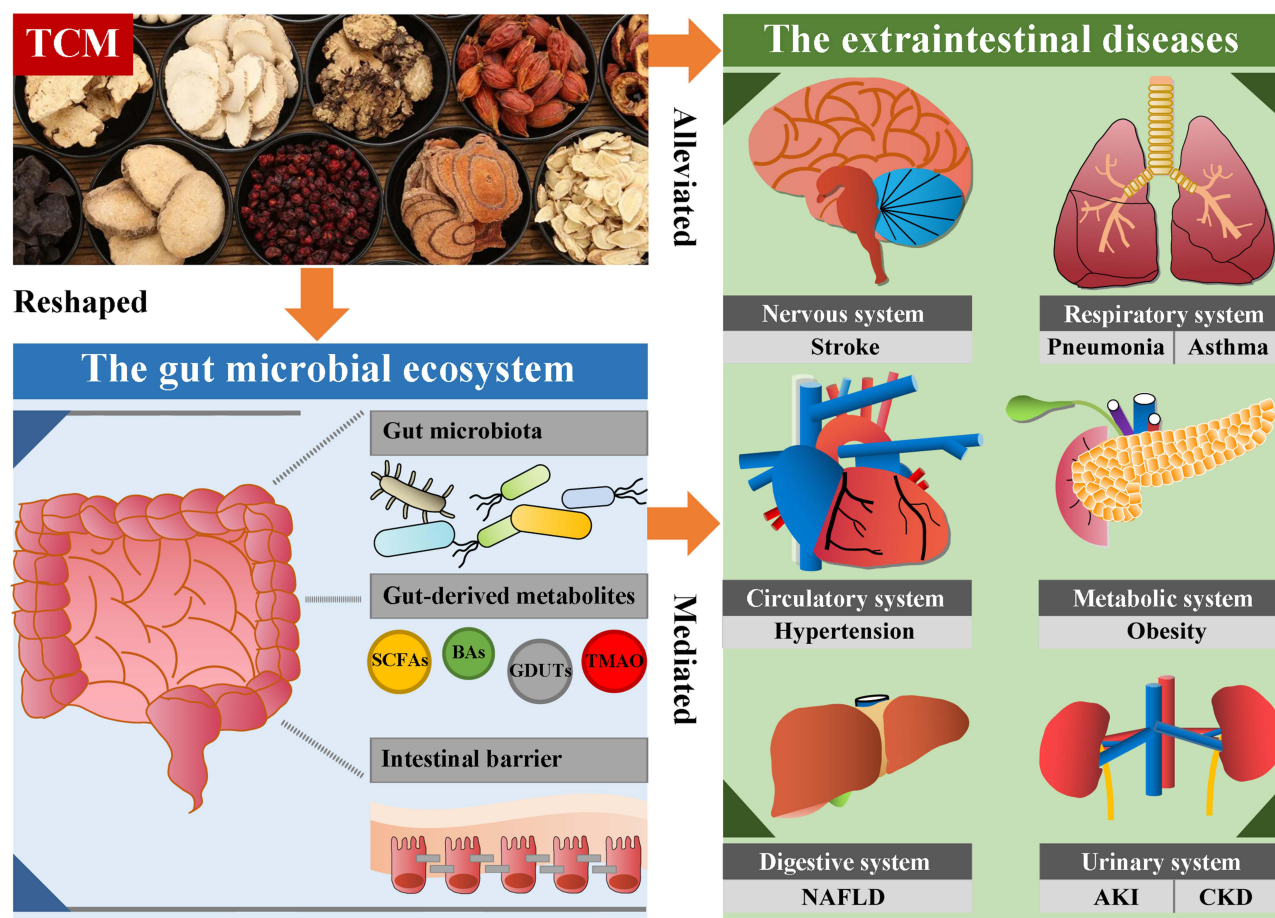 TCM
Alleviated
Reshaped
The gut microbial ecosystem
Gut microbiota
Gut-derived metabolites
SCFAs
BAs
GDUTs
TMAO
Intestinal barrier
Mediated
The extraintestinal diseases
Nervous system
Stroke
Respiratory system
Pneumonia
Asthma
Circulatory system
Hypertension
Metabolic system
Obesity
Digestive system
NAFLD
Urinary system
AKI
CKD